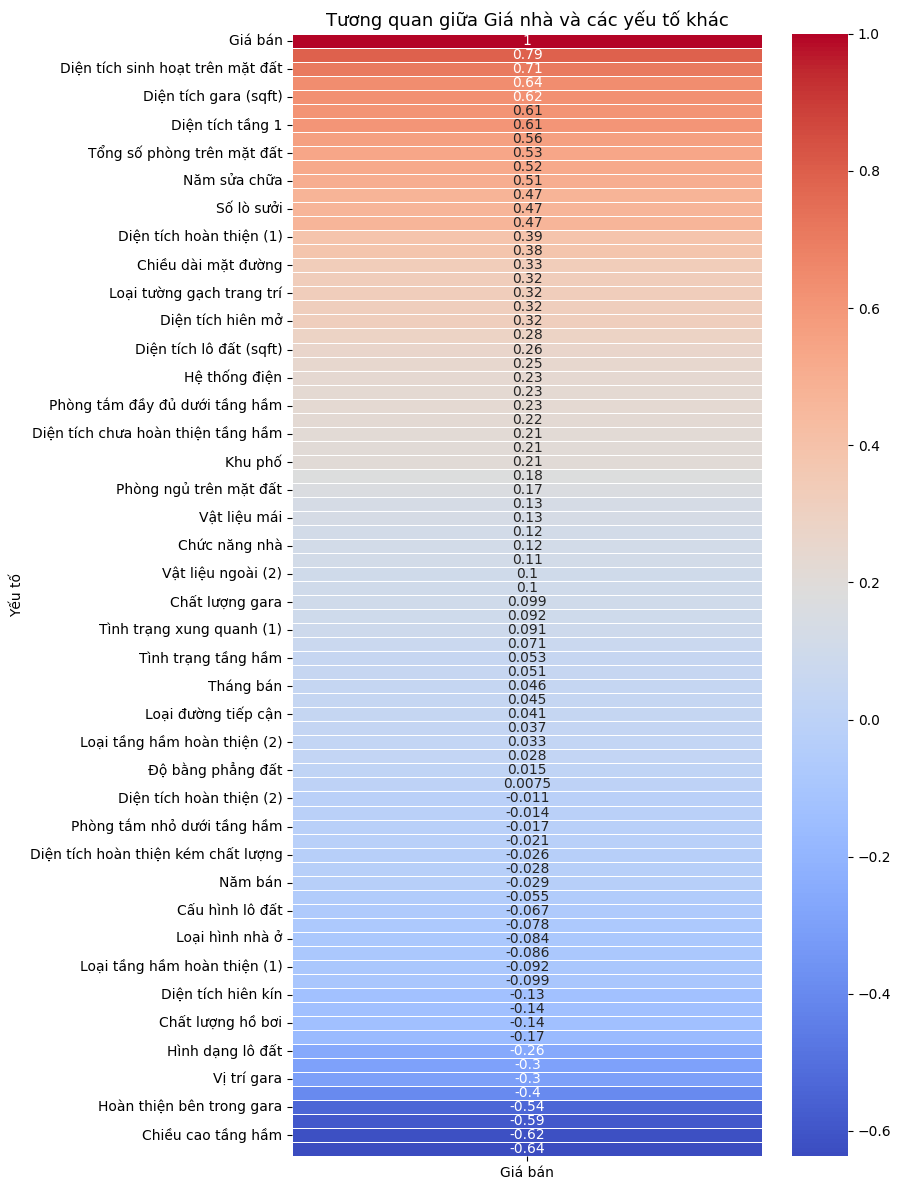 Tương quan giữa Giá nhà và các yếu tố khác
Giá bán 1
0.79
Diện tích sinh hoạt trên mặt đất 0.71
0.64
Diện tích gara (sqft) 0.62
0.61
Diện tích tầng 1 0.61
0.56
Tổng số phòng trên mặt đất 0.53
0.52
Năm sửa chữa 0.51
0.47
Số lò sưởi 0.47
0.47
Diện tích hoàn thiện (1) 0.39
0.38
Chiều dài mặt đường 0.33
0.32
Loại tường gạch trang trí 0.32
0.32
Diện tích hiên mở 0.32
0.28
Diện tích lô đất (sqft) 0.26
0.25
Hệ thống điện 0.23
0.23
Phòng tắm đầy đủ dưới tầng hầm 0.23
0.22
Diện tích chưa hoàn thiện tầng hầm 0.21
0.21
Khu phố 0.21
0.18
Phòng ngủ trên mặt đất 0.17
0.13
Vật liệu mái 0.13
0.12
Chức năng nhà 0.12
0.11
Vật liệu ngoài (2) 0.1
0.1
Chất lượng gara 0.099
0.092
Tình trạng xung quanh (1) 0.091
0.071
Tình trạng tầng hầm 0.053
0.051
Tháng bán 0.046
0.045
Loại đường tiếp cận 0.041
0.037
Loại tầng hầm hoàn thiện (2) 0.033
0.028
Độ bằng phẳng đất 0.015
0.0075
Diện tích hoàn thiện (2) -0.011
-0.014
Phòng tắm nhỏ dưới tầng hầm -0.017
-0.021
Diện tích hoàn thiện kém chất lượng -0.026
-0.028
Năm bán -0.029
-0.055
Cấu hình lô đất -0.067
-0.078
Loại hình nhà ở -0.084
-0.086
Loại tầng hầm hoàn thiện (1) -0.092
-0.099
Diện tích hiên kín -0.13
-0.14
Chất lượng hồ bơi -0.14
-0.17
Hình dạng lô đất -0.26
-0.3
Vị trí gara -0.3
-0.4
Hoàn thiện bên trong gara -0.54
-0.59
Chiều cao tầng hầm -0.62
-0.64
Giá bán
Yếu tố
1.0
0.8
0.6
0.4
0.2
0.0
−0.2
−0.4
−0.6